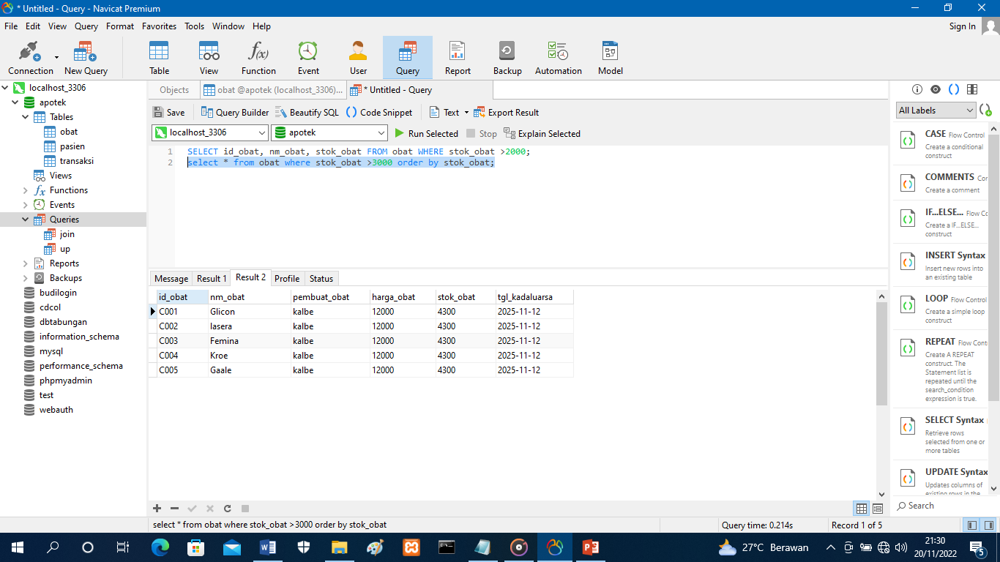 * Untitled - Query - Navicat Premium
File Edit View Query Format Favorites Tools Window Help Sign In
Connection New Query Table View Function Event User Query Report Backup Automation Model
f(x)
localhost_3306
apotek
Tables
obat
pasien
transaksi
Views
Functions
Events
Queries
join
up
Reports
Backups
budilogin
cdcol
dbtabungan
information_schema
mysql
performance_schema
phpmyadmin
test
webauth
Objects obat @apotek (localhost_3306)... * Untitled - Query
Save Query Builder Beautify SQL Code Snippet Text Export Result
localhost_3306 apotek Run Selected Stop Explain Selected
1 SELECT id_obat, nm_obat, stok_obat FROM obat WHERE stok_obat >2000;
2 select * from obat where stok_obat >3000 order by stok_obat;
Message Result 1 Result 2 Profile Status
id_obat nm_obat pembuat_obat harga_obat stok_obat tgl_kadaluarsa
C001 Glicon kalbe 12000 4300 2025-11-12
C002 lasera kalbe 12000 4300 2025-11-12
C003 Femina kalbe 12000 4300 2025-11-12
C004 Kroe kalbe 12000 4300 2025-11-12
C005 Gaale kalbe 12000 4300 2025-11-12
All Labels
CASE Flow Control
Create a conditional
construct
COMMENTS Cor
Create a comment
IF...ELSE... Flow Cc
Create a IF...ELSE...
construct
INSERT Syntax
Insert new rows into
an existing table
LOOP Flow Control
Create a simple loop
construct
REPEAT Flow Cont
Create A REPEAT
construct. The
Statement list is
repeated until the
search_condition
expression is true.
SELECT Syntax
Retrieve rows
selected from one or
more tables
UPDATE Syntax
Updates columns of
existing rows in the
Search
select * from obat where stok_obat >3000 order by stok_obat Query time: 0.214s Record 1 of 5
27°C Berawan
21:30
20/11/2022
5